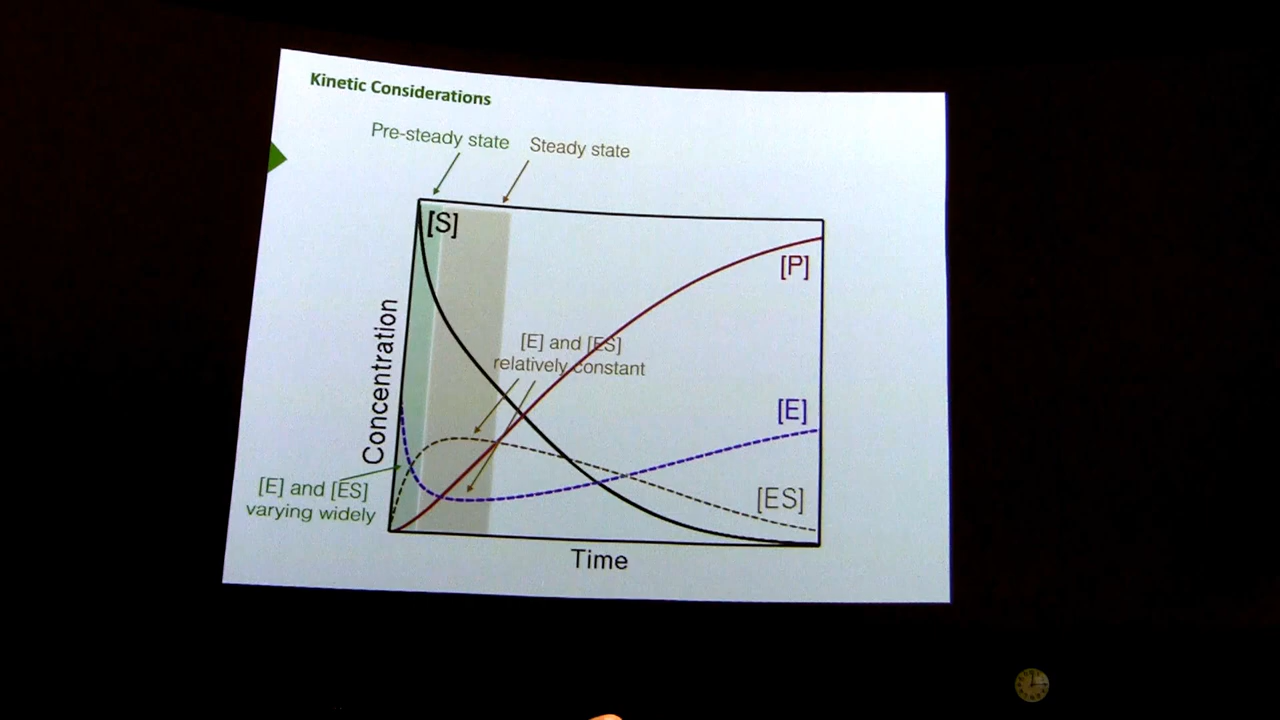 Kinetic Considerations
Pre-steady state
Steady state
[S]
[P]
[E] and [ES]
relatively constant
[E]
[ES]
[E] and [ES]
varying widely
Concentration
Time